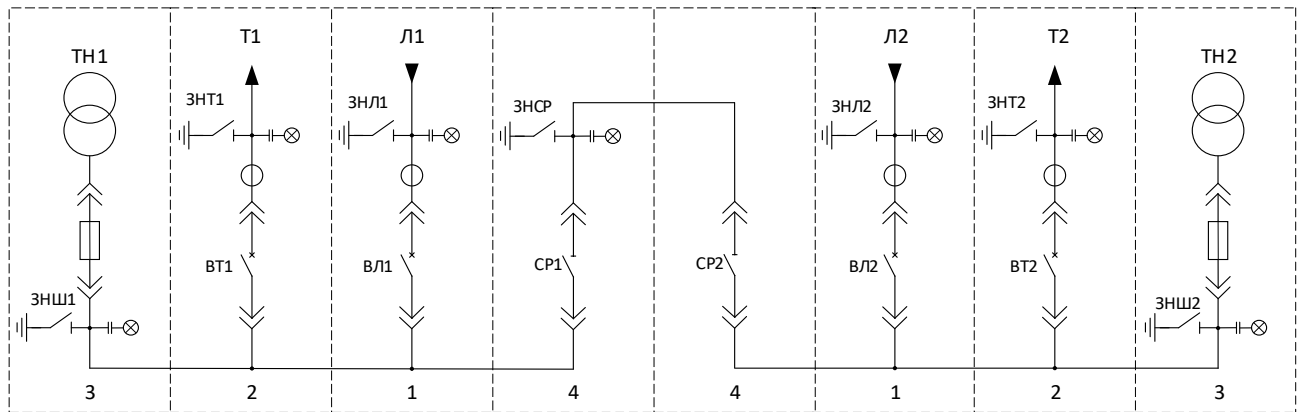 Т1 Л1 Л2 Т2
ТН1 ТН2
ЗНТ1 ЗНЛ1 ЗНСР ЗНЛ2 ЗНТ2
ВТ1 ВЛ1 СР1 СР2 ВЛ2 ВТ2
ЗНШ1 ЗНШ2
3 2 1 4 4 1 2 3